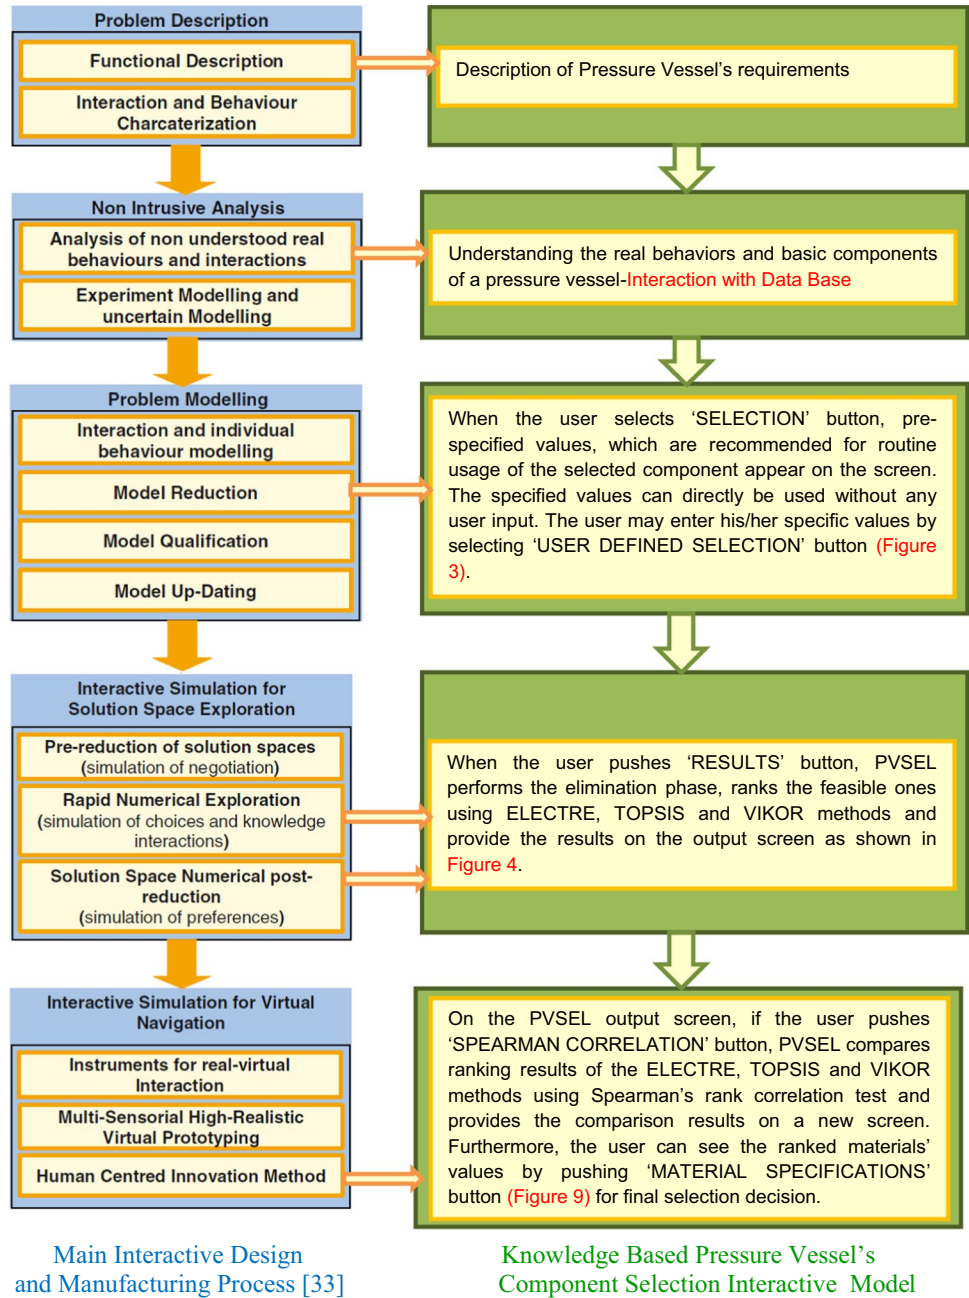 Problem Description
Functional Description
Interaction and Behaviour
Charcaterization
Description of Pressure Vessel's requirements
Non Intrusive Analysis
Analysis of non understood real
behaviours and interactions
Experiment Modelling and
uncertain Modelling
Understanding the real behaviors and basic components
of a pressure vessel-Interaction with Data Base
Problem Modelling
Interaction and individual
behaviour modelling
Model Reduction
Model Qualification
Model Up-Dating
When the user selects ‘SELECTION’ button, pre-
specified values, which are recommended for routine
usage of the selected component appear on the screen.
The specified values can directly be used without any
user input. The user may enter his/her specific values by
selecting ‘USER DEFINED SELECTION’ button (Figure
3).
Interactive Simulation for
Solution Space Exploration
Pre-reduction of solution spaces
(simulation of negotiation)
Rapid Numerical Exploration
(simulation of choices and knowledge
interactions)
Solution Space Numerical post-
reduction
(simulation of preferences)
When the user pushes ‘RESULTS’ button, PVSEL
performs the elimination phase, ranks the feasible ones
using ELECTRE, TOPSIS and VIKOR methods and
provide the results on the output screen as shown in
Figure 4.
Interactive Simulation for Virtual
Navigation
Instruments for real-virtual
Interaction
Multi-Sensorial High-Realistic
Virtual Prototyping
Human Centred Innovation Method
On the PVSEL output screen, if the user pushes
‘SPEARMAN CORRELATION’ button, PVSEL compares
ranking results of the ELECTRE, TOPSIS and VIKOR
methods using Spearman’s rank correlation test and
provides the comparison results on a new screen.
Furthermore, the user can see the ranked materials’
values by pushing ‘MATERIAL SPECIFICATIONS’
button (Figure 9) for final selection decision.
Main Interactive Design
and Manufacturing Process [33]
Knowledge Based Pressure Vessel’s
Component Selection Interactive Model